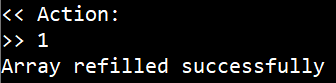 << Action:
>> 1
Array refilled successfully